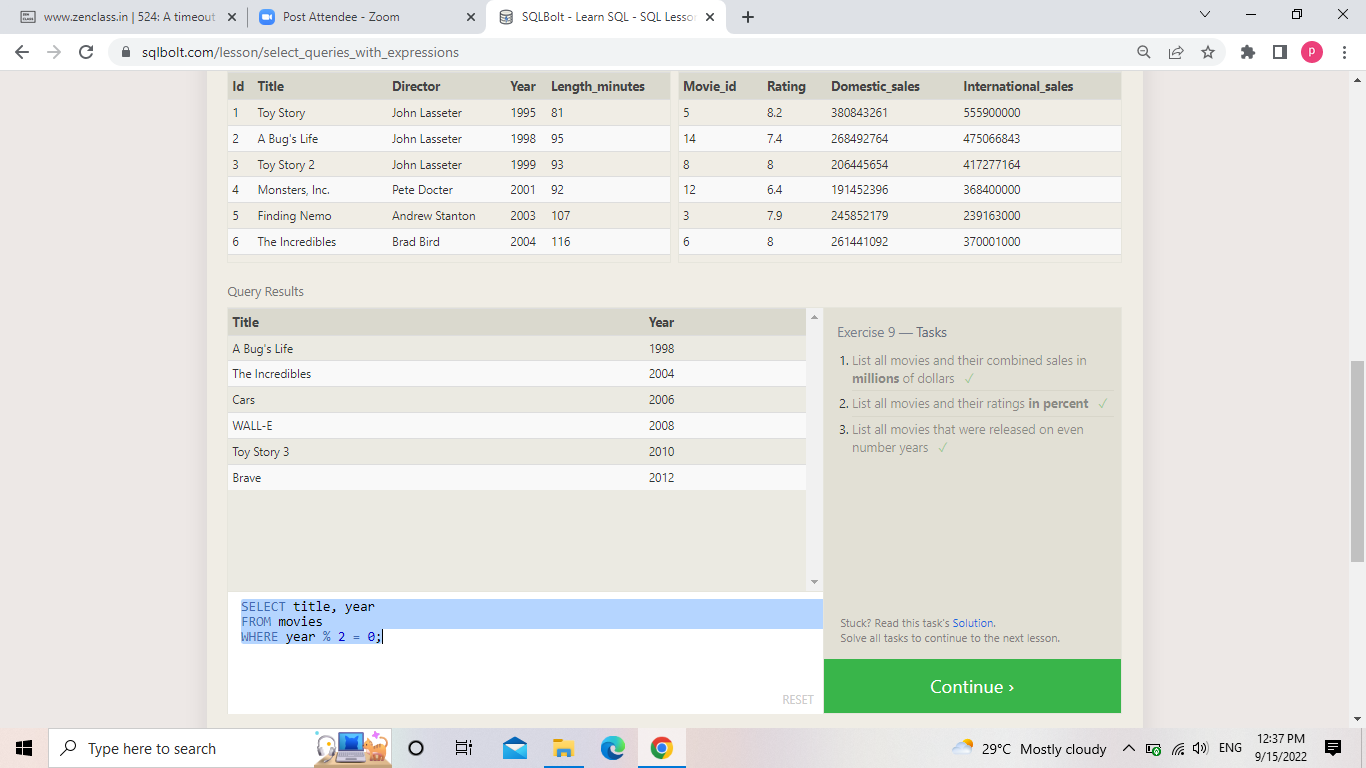 www.zenclass.in | 524: A timeout
Post Attendee - Zoom
SQLBolt - Learn SQL - SQL Lesso
sqlbolt.com/lesson/select_queries_with_expressions
P
Id Title Director Year Length_minutes
1 Toy Story John Lasseter 1995 81
2 A Bug's Life John Lasseter 1998 95
3 Toy Story 2 John Lasseter 1999 93
4 Monsters, Inc. Pete Docter 2001 92
5 Finding Nemo Andrew Stanton 2003 107
6 The Incredibles Brad Bird 2004 116
Movie_id Rating Domestic_sales International_sales
5 8.2 380843261 555900000
14 7.4 268492764 475066843
8 8 206445654 417277164
12 6.4 191452396 368400000
3 7.9 245852179 239163000
6 8 261441092 370001000
Query Results
Title Year
A Bug's Life 1998
The Incredibles 2004
Cars 2006
WALL-E 2008
Toy Story 3 2010
Brave 2012
SELECT title, year
FROM movies
WHERE year % 2 = 0;
RESET
Exercise 9 — Tasks
1. List all movies and their combined sales in
millions of dollars ✓
2. List all movies and their ratings in percent ✓
3. List all movies that were released on even
number years ✓
Stuck? Read this task's Solution.
Solve all tasks to continue to the next lesson.
Continue ›
Type here to search
29°C Mostly cloudy
ENG
12:37 PM
9/15/2022